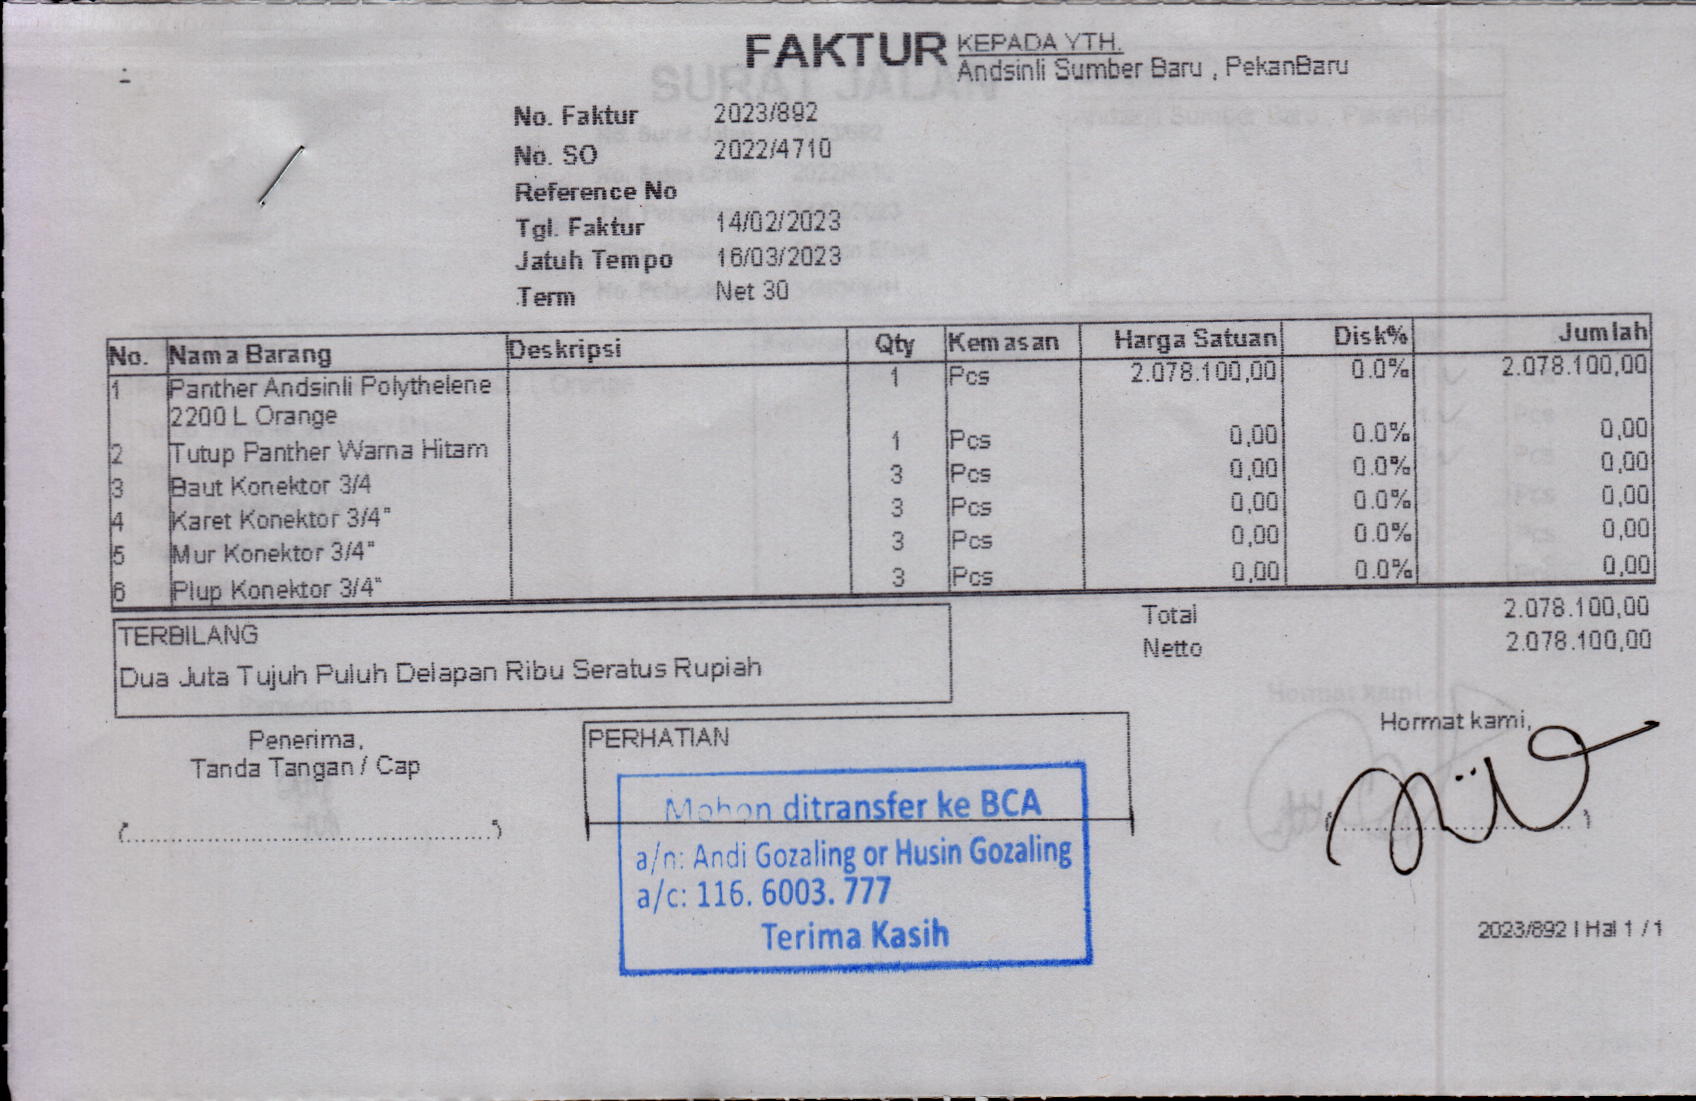 FAKTUR
KEPADA YTH.
Andsinli Sumber Baru , PekanBaru
SURAT JALAN
No. Faktur 2023/892
No. SO 2022/4710
Reference No
Tgl. Faktur 14/02/2023
Jatuh Tempo 16/03/2023
Term Net 30
No. Nama Barang Deskripsi Qty Kemasan Harga Satuan Disk% Jumlah
1 Panther Andsinli Polythelene 1 Pcs 2.078.100,00 0.0% 2.078.100,00
2200 L Orange
2 Tutup Panther Warna Hitam 1 Pcs 0,00 0.0% 0,00
3 Baut Konektor 3/4 3 Pcs 0,00 0.0% 0,00
4 Karet Konektor 3/4" 3 Pcs 0,00 0.0% 0,00
5 Mur Konektor 3/4" 3 Pcs 0,00 0.0% 0,00
6 Plup Konektor 3/4" 3 Pcs 0,00 0.0% 0,00
Total 2.078.100,00
Netto 2.078.100,00
TERBILANG
Dua Juta Tujuh Puluh Delapan Ribu Seratus Rupiah
Penerima,
Tanda Tangan / Cap
PERHATIAN
Mohon ditransfer ke BCA
a/n: Andi Gozaling or Husin Gozaling
a/c: 116. 6003. 777
Terima Kasih
Hormat kami,
2023/892 | Hal 1 / 1